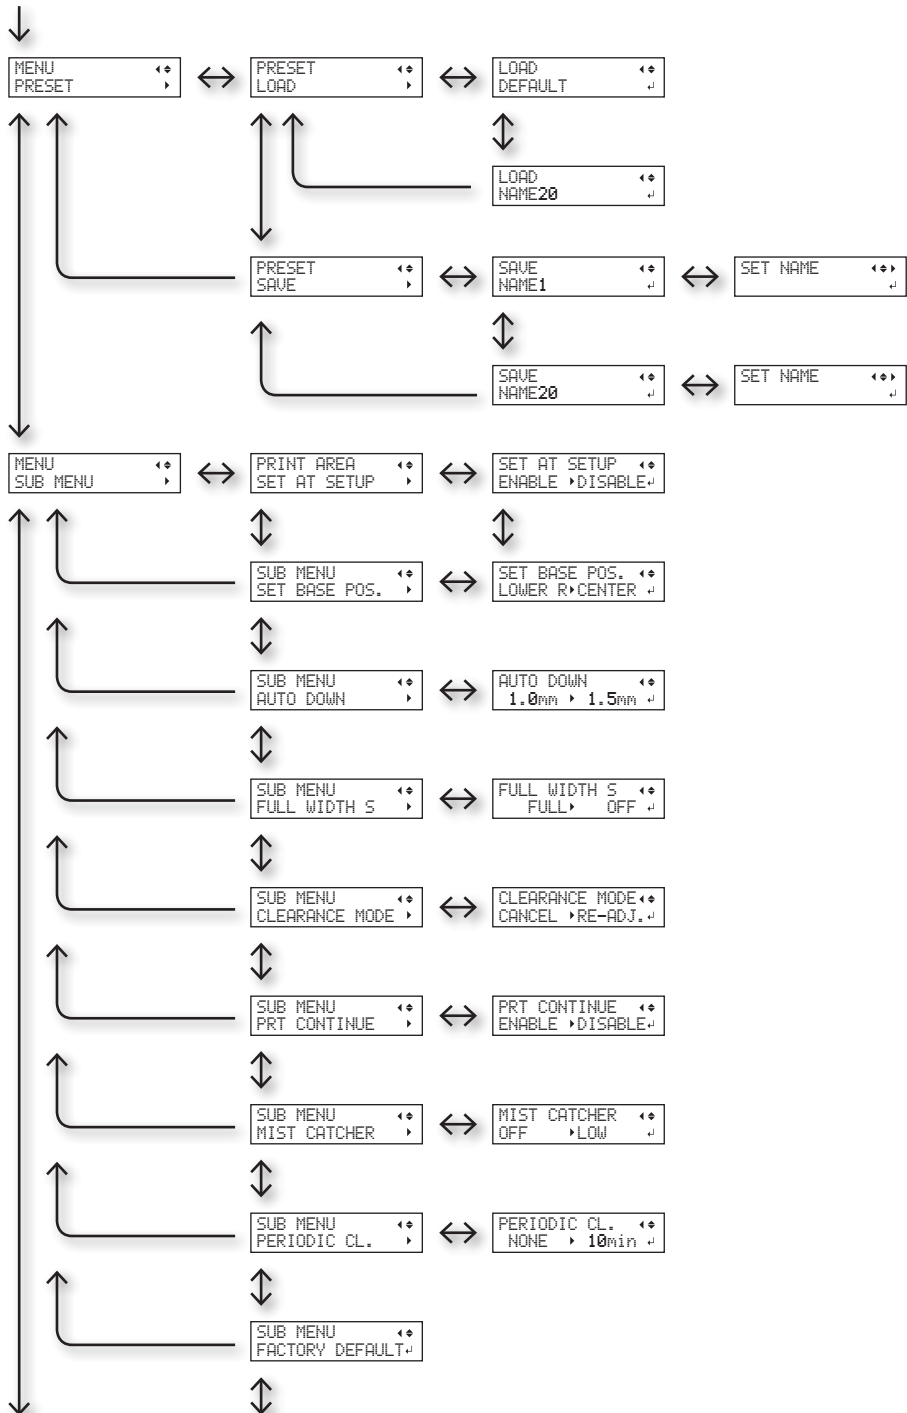 MENU
PRESET
PRESET
LOAD
LOAD
DEFAULT
LOAD
NAME20
PRESET
SAVE
SAVE
NAME1
SET NAME
SAVE
NAME20
SET NAME
MENU
SUB MENU
PRINT AREA
SET AT SETUP
SET AT SETUP
ENABLE DISABLE
SUB MENU
SET BASE POS.
SET BASE POS.
LOWER R CENTER
SUB MENU
AUTO DOWN
AUTO DOWN
1.0mm 1.5mm
SUB MENU
FULL WIDTH S
FULL WIDTH S
FULL OFF
SUB MENU
CLEARANCE MODE
CLEARANCE MODE
CANCEL RE-ADJ.
SUB MENU
PRT CONTINUE
PRT CONTINUE
ENABLE DISABLE
SUB MENU
MIST CATCHER
MIST CATCHER
OFF LOW
SUB MENU
PERIODIC CL.
PERIODIC CL.
NONE 10min
SUB MENU
FACTORY DEFAULT